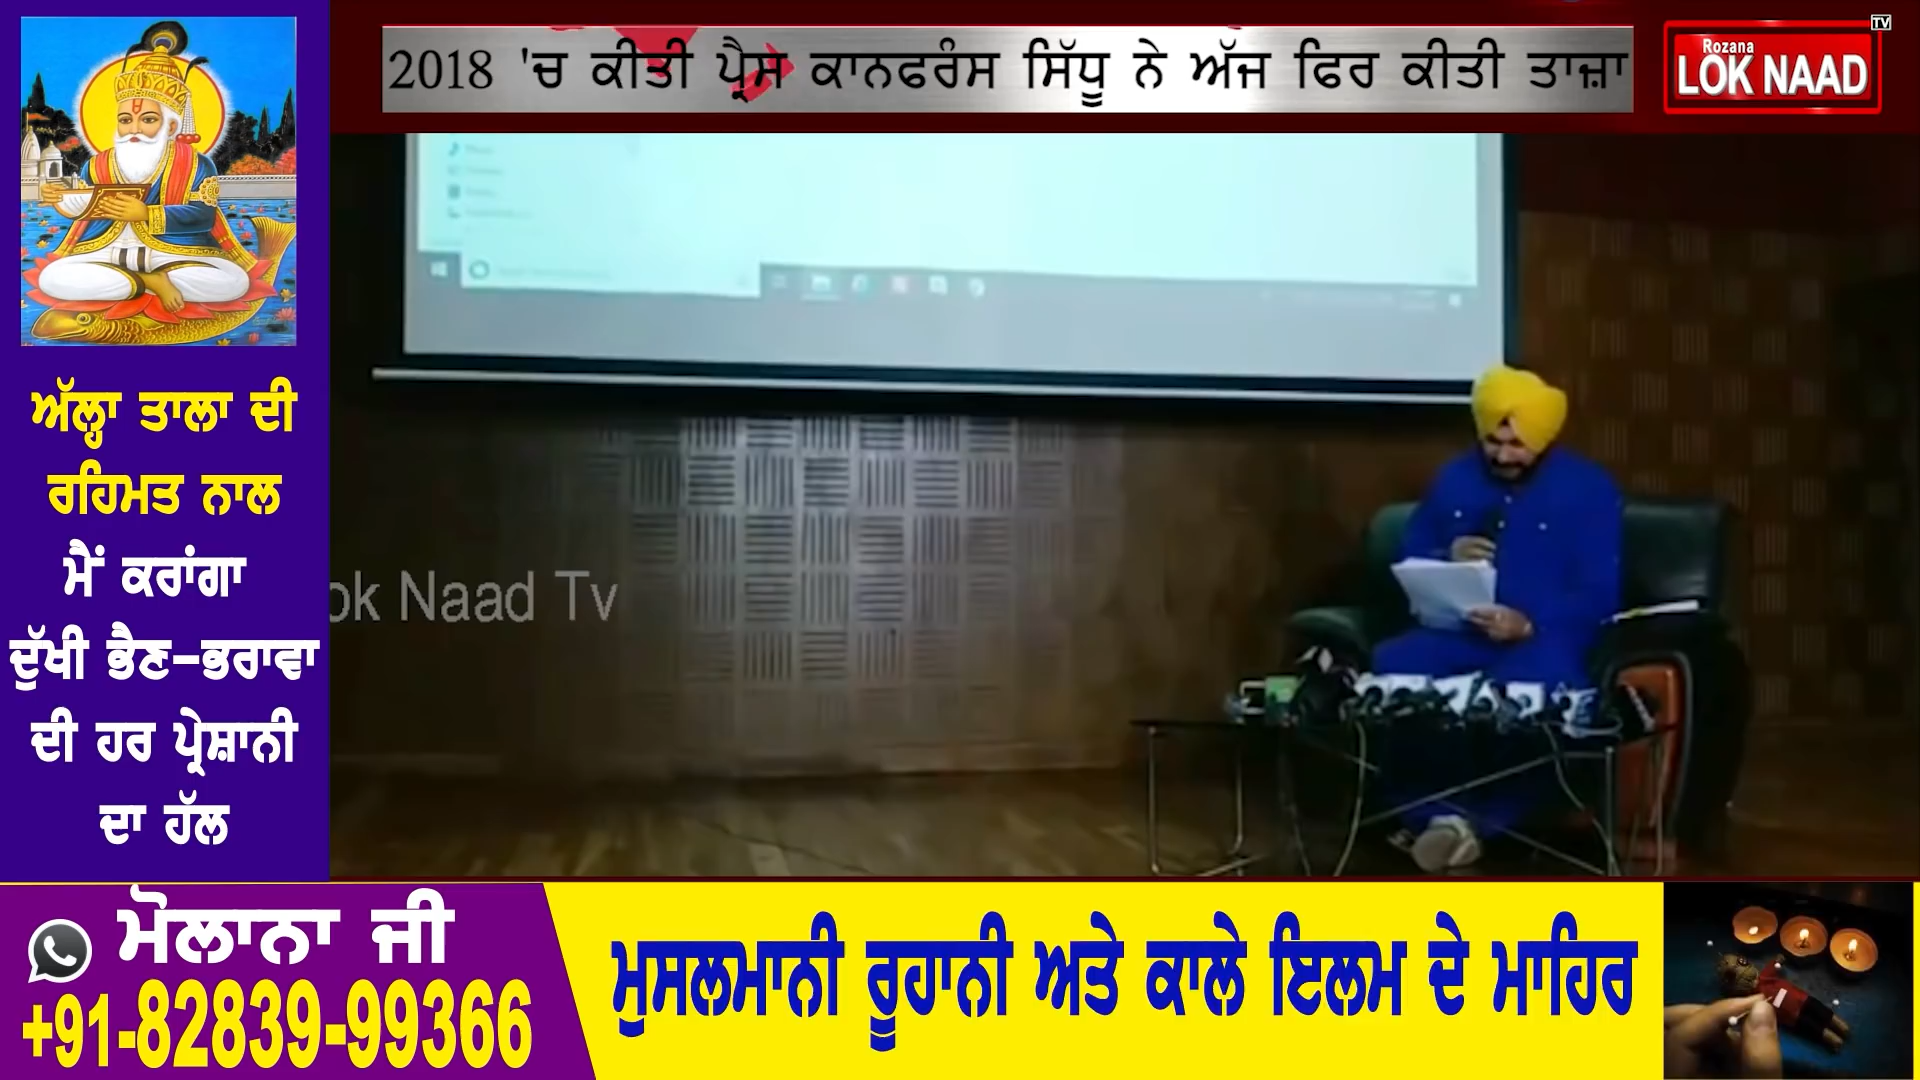 2018 'ਚ ਕੀਤੀ ਪ੍ਰੈਸ ਕਾਨਫਰੰਸ ਸਿੱਧੂ ਨੇ ਅੱਜ ਫਿਰ ਕੀਤੀ ਤਾਜ਼ਾ
TV
Rozana
LOK NAAD
ਅੱਲ੍ਹਾ ਤਾਲਾ ਦੀ
ਰਹਿਮਤ ਨਾਲ
ਮੈਂ ਕਰਾਂਗਾ
ਦੁੱਖੀ ਭੈਣ-ਭਰਾਵਾ
ਦੀ ਹਰ ਪ੍ਰੇਸ਼ਾਨੀ
ਦਾ ਹੱਲ
ok Naad Tv
ਮੋਲਾਨਾ ਜੀ
+91-82839-99366
ਮੁਸਲਮਾਨੀ ਰੂਹਾਨੀ ਅਤੇ ਕਾਲੇ ਇਲਮ ਦੇ ਮਾਹਿਰ